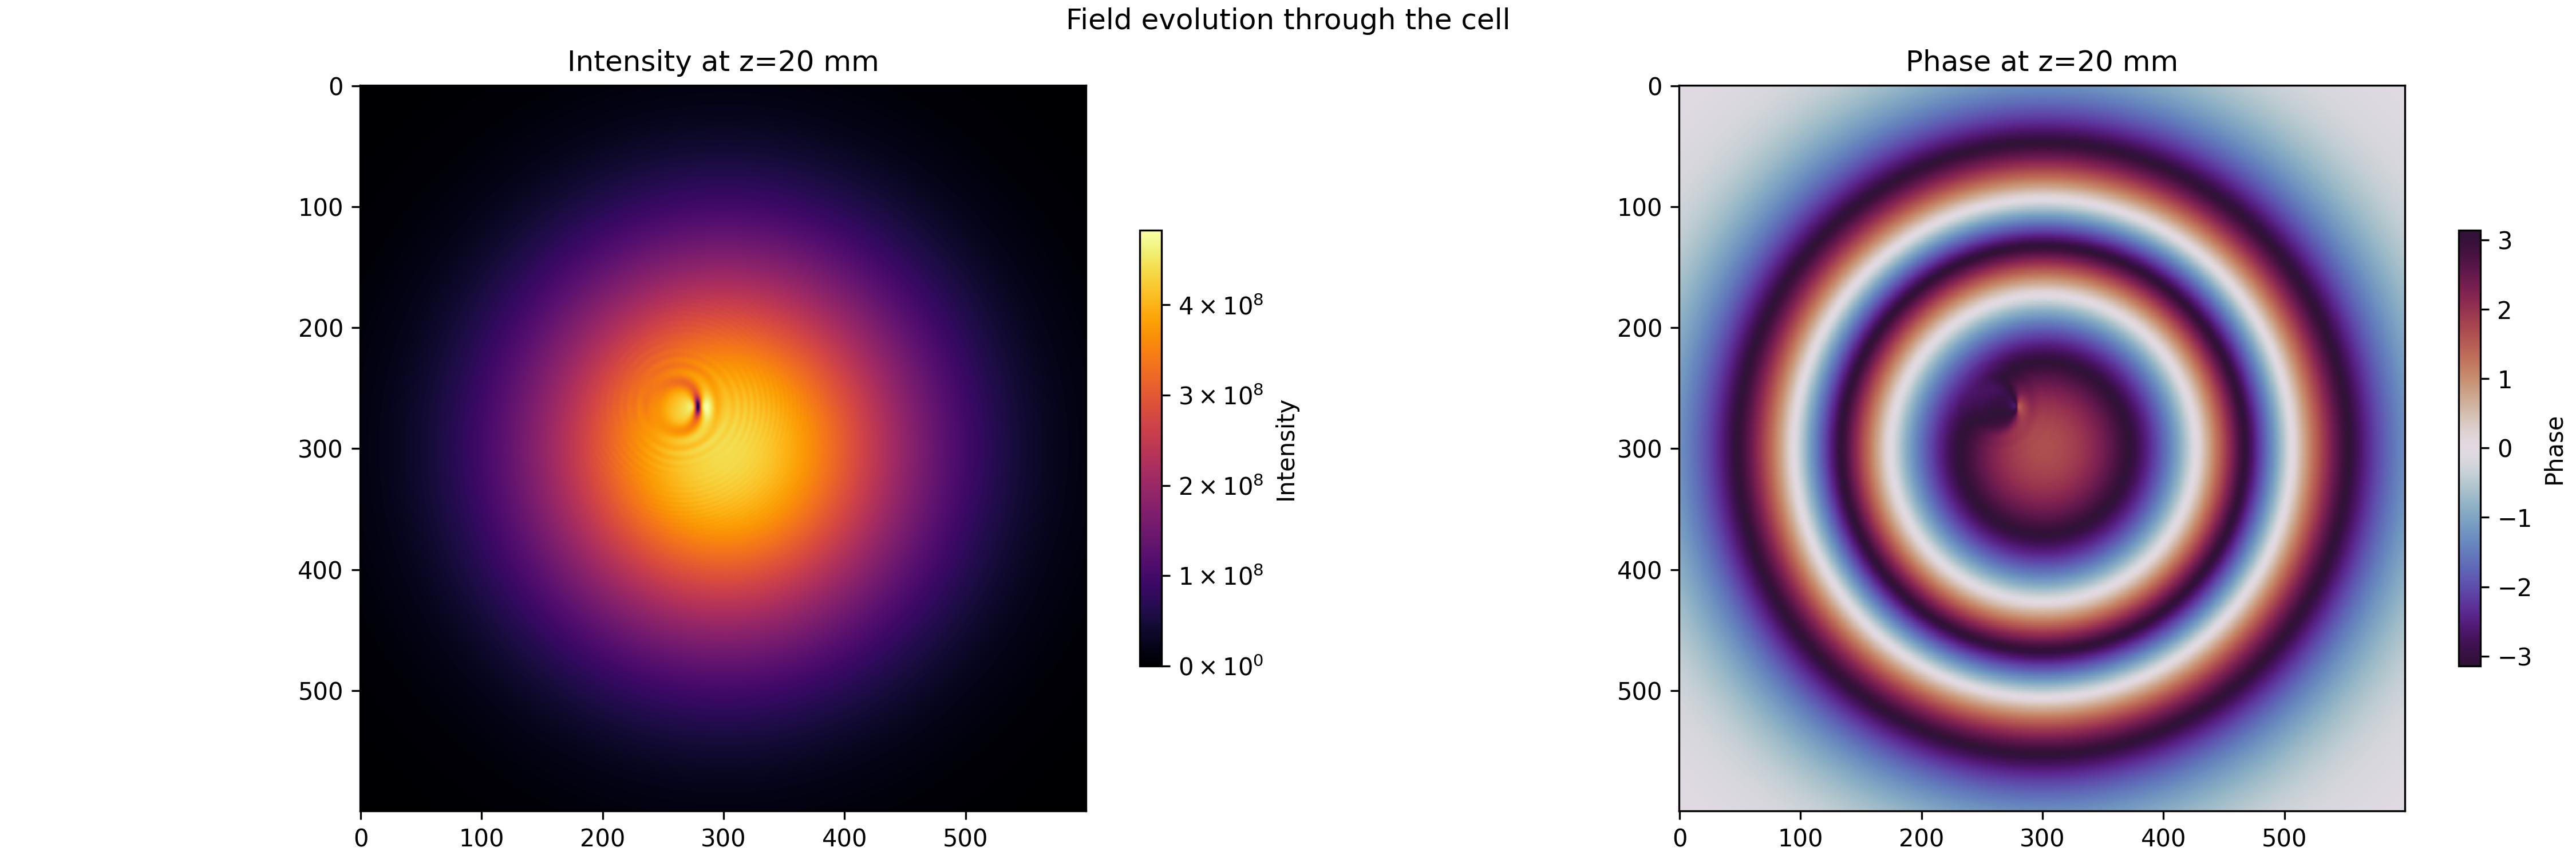 Field evolution through the cell
Intensity at z=20 mm
0
100
200
300
400
500
0 100 200 300 400 500
4 × 10⁸
3 × 10⁸
2 × 10⁸
1 × 10⁸
0 × 10⁰
Intensity
Phase at z=20 mm
0
100
200
300
400
500
0 100 200 300 400 500
3
2
1
0
−1
−2
−3
Phase